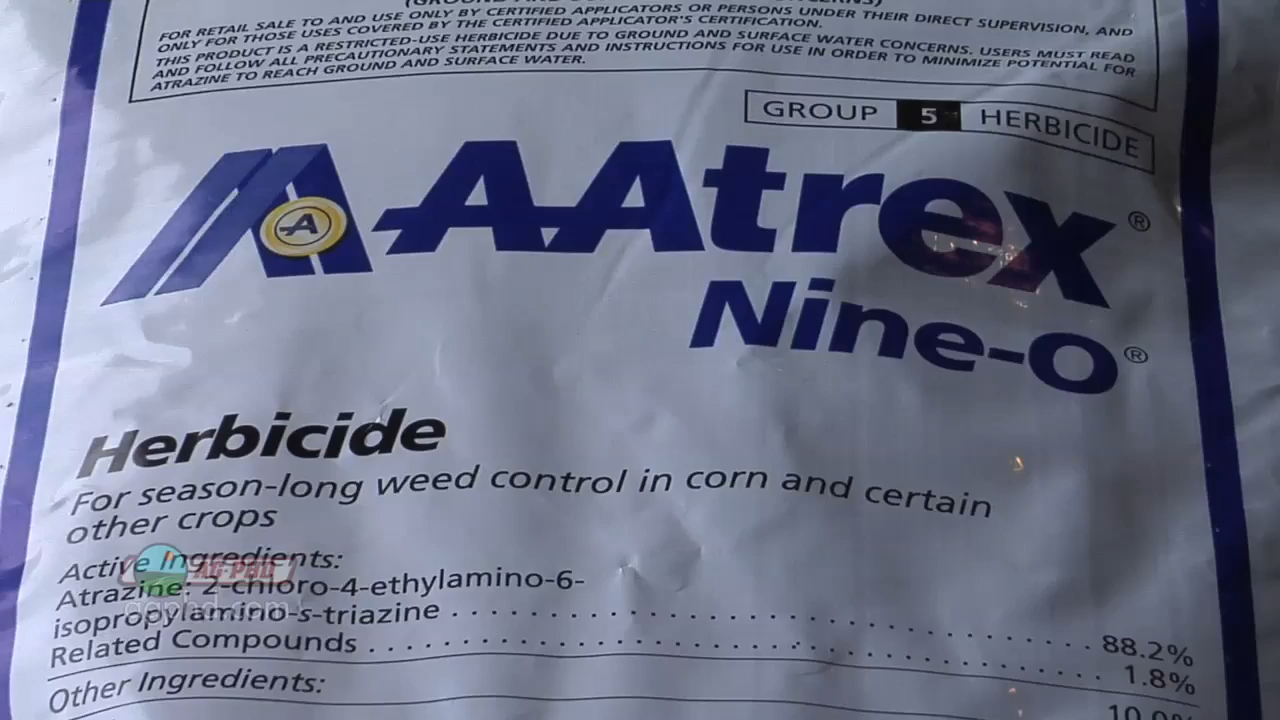 FOR RETAIL SALE TO AND USE ONLY BY CERTIFIED APPLICATORS OR PERSONS UNDER THEIR DIRECT SUPERVISION, AND
ONLY FOR THOSE USES COVERED BY THE CERTIFIED APPLICATOR'S CERTIFICATION.
THIS PRODUCT IS A RESTRICTED-USE HERBICIDE DUE TO GROUND AND SURFACE WATER CONCERNS. USERS MUST READ
AND FOLLOW ALL PRECAUTIONARY STATEMENTS AND INSTRUCTIONS FOR USE IN ORDER TO MINIMIZE POTENTIAL FOR
ATRAZINE TO REACH GROUND AND SURFACE WATER.
GROUP 5 HERBICIDE
A AAtrex®
Nine-O®
Herbicide
For season-long weed control in corn and certain
other crops
Active Ingredients:
AG PHD
Atrazine: 2-chloro-4-ethylamino-6-
agphd.com
isopropylamino-s-triazine . . . . . . . . . . . . . . . . . . . . . . . . . . . . . . . . 88.2%
Related Compounds . . . . . . . . . . . . . . . . . . . . . . . . . . . . . . . . . . . . 1.8%
Other Ingredients: